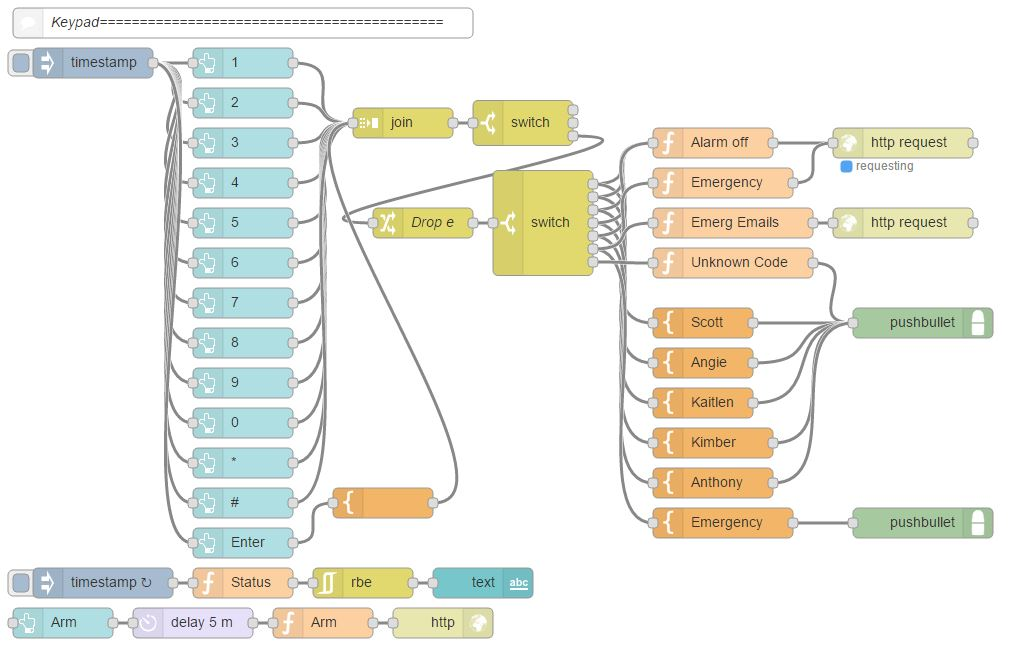 Keypad===========================================
timestamp
1
2
3
4
5
6
7
8
9
0
*
#
Enter
join
switch
Drop e
switch
Alarm off
Emergency
Emerg Emails
Unknown Code
Scott
Angie
Kaitlen
Kimber
Anthony
Emergency
http request
requesting
http request
pushbullet
pushbullet
timestamp ↻
Status
rbe
text
abc
Arm
delay 5 m
Arm
http